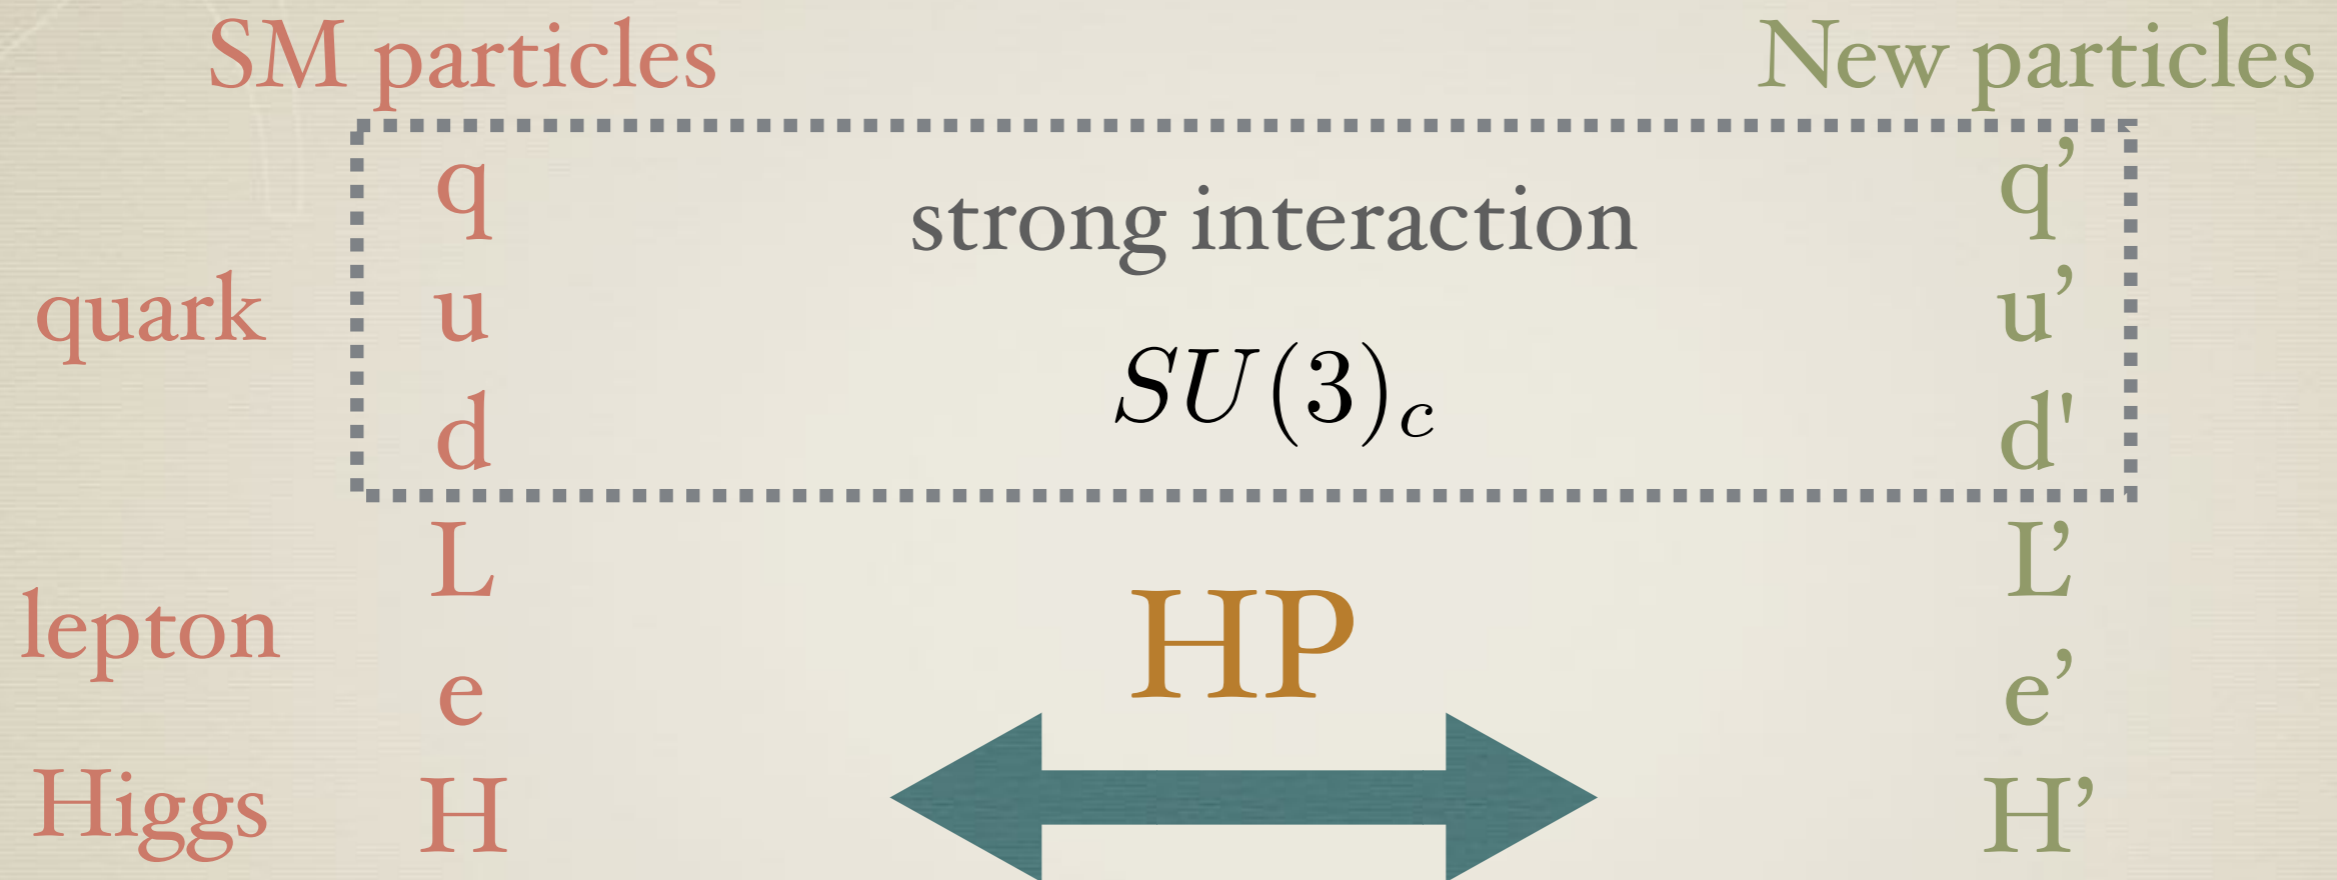 SM particles New particles
q q’
strong interaction
quark u u’
SU(3)c
d d'
L L’
HP
lepton
e e’
Higgs H H’